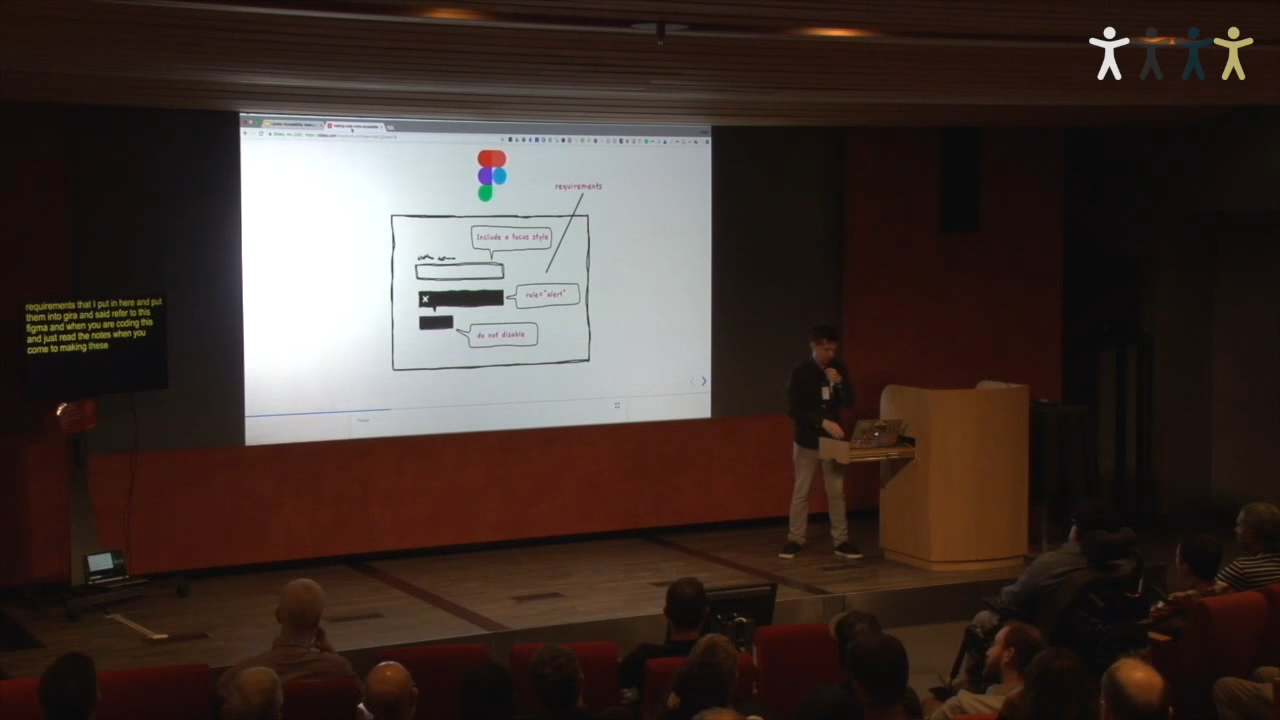 requirements that I put in here and put
them into gira and said refer to this
figma and when you are coding this
and just read the notes when you
come to making these
requirements
Include a focus style
role="alert"
do not disable